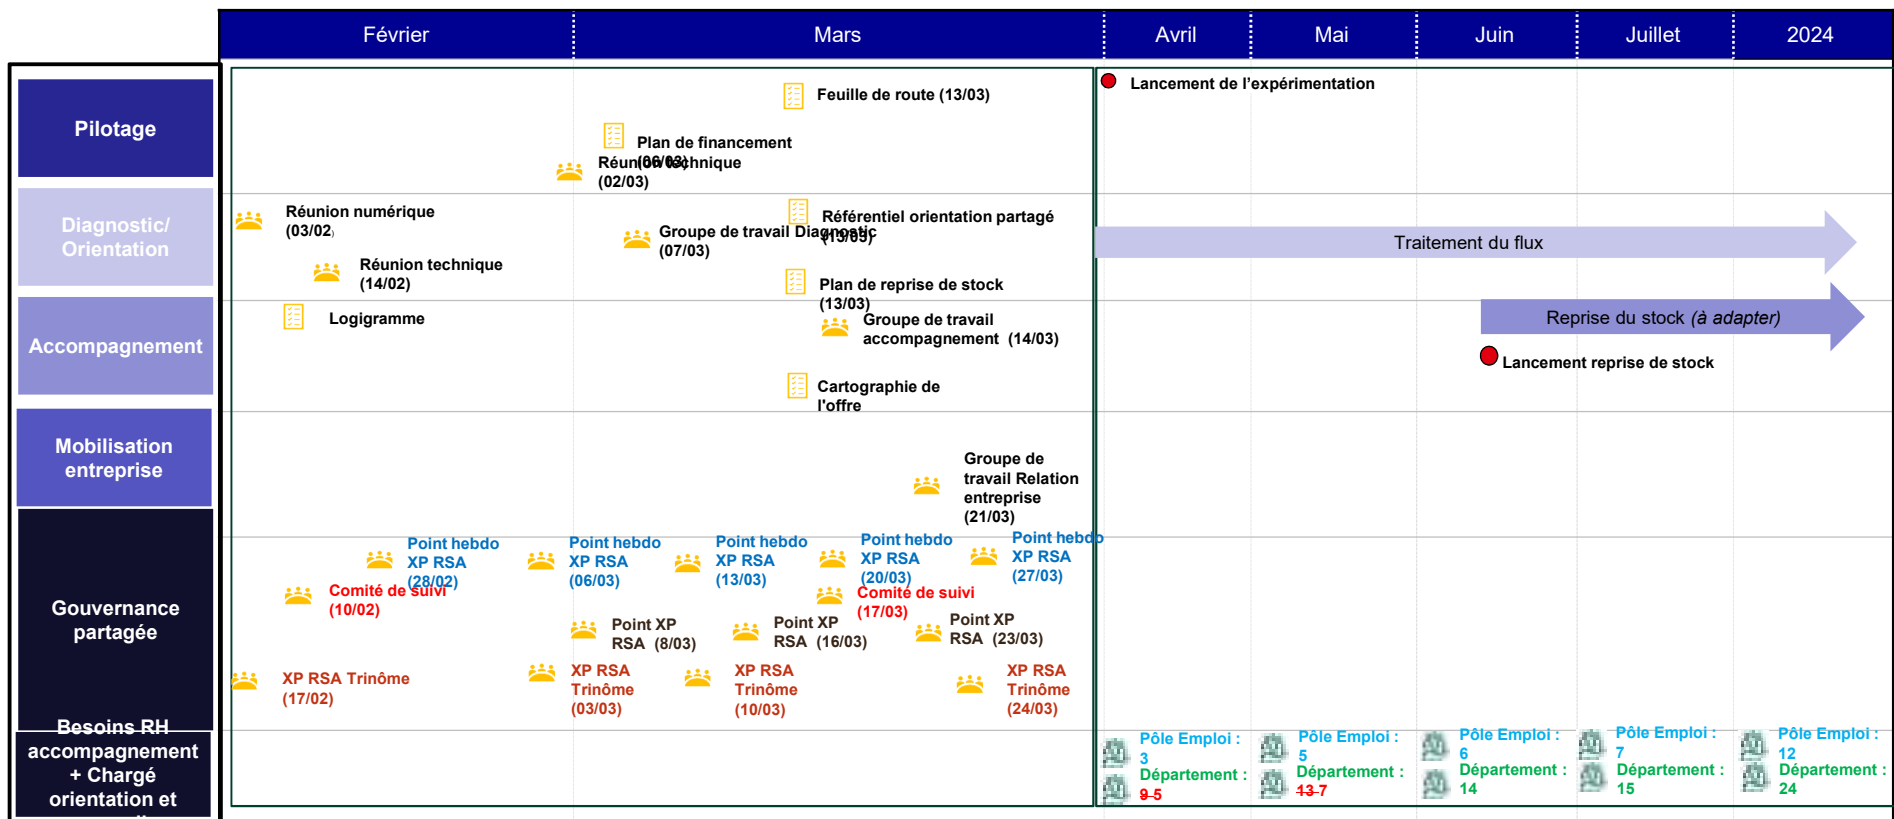 Février
Mars
Avril
Mai
Juin
Juillet
2024
Pilotage
Feuille de route (13/03)
Plan de financement
(06/03)
Réunion technique
(02/03)
Lancement de l'expérimentation
Diagnostic/
Orientation
Réunion numérique
(03/02)
Réunion technique
(14/02)
Groupe de travail Diagnostic
(07/03)
Référentiel orientation partagé
(13/03)
Plan de reprise de stock
(13/03)
Traitement du flux
Accompagnement
Logigramme
Groupe de travail
accompagnement (14/03)
Cartographie de
l'offre
Reprise du stock (à adapter)
Lancement reprise de stock
Mobilisation
entreprise
Groupe de
travail Relation
entreprise
(21/03)
Gouvernance
partagée
Point hebdo
XP RSA
(28/02)
Point hebdo
XP RSA
(06/03)
Point hebdo
XP RSA
(13/03)
Point hebdo
XP RSA
(20/03)
Point hebdo
XP RSA
(27/03)
Comité de suivi
(10/02)
Comité de suivi
(17/03)
Point XP
RSA (8/03)
Point XP
RSA (16/03)
Point XP
RSA (23/03)
XP RSA Trinôme
(17/02)
XP RSA
Trinôme
(03/03)
XP RSA
Trinôme
(10/03)
XP RSA
Trinôme
(24/03)
Besoins RH
accompagnement
+ Chargé
orientation et
Pôle Emploi :
3
Département :
9 5
Pôle Emploi :
5
Département :
13 7
Pôle Emploi :
6
Département :
14
Pôle Emploi :
7
Département :
15
Pôle Emploi :
12
Département :
24